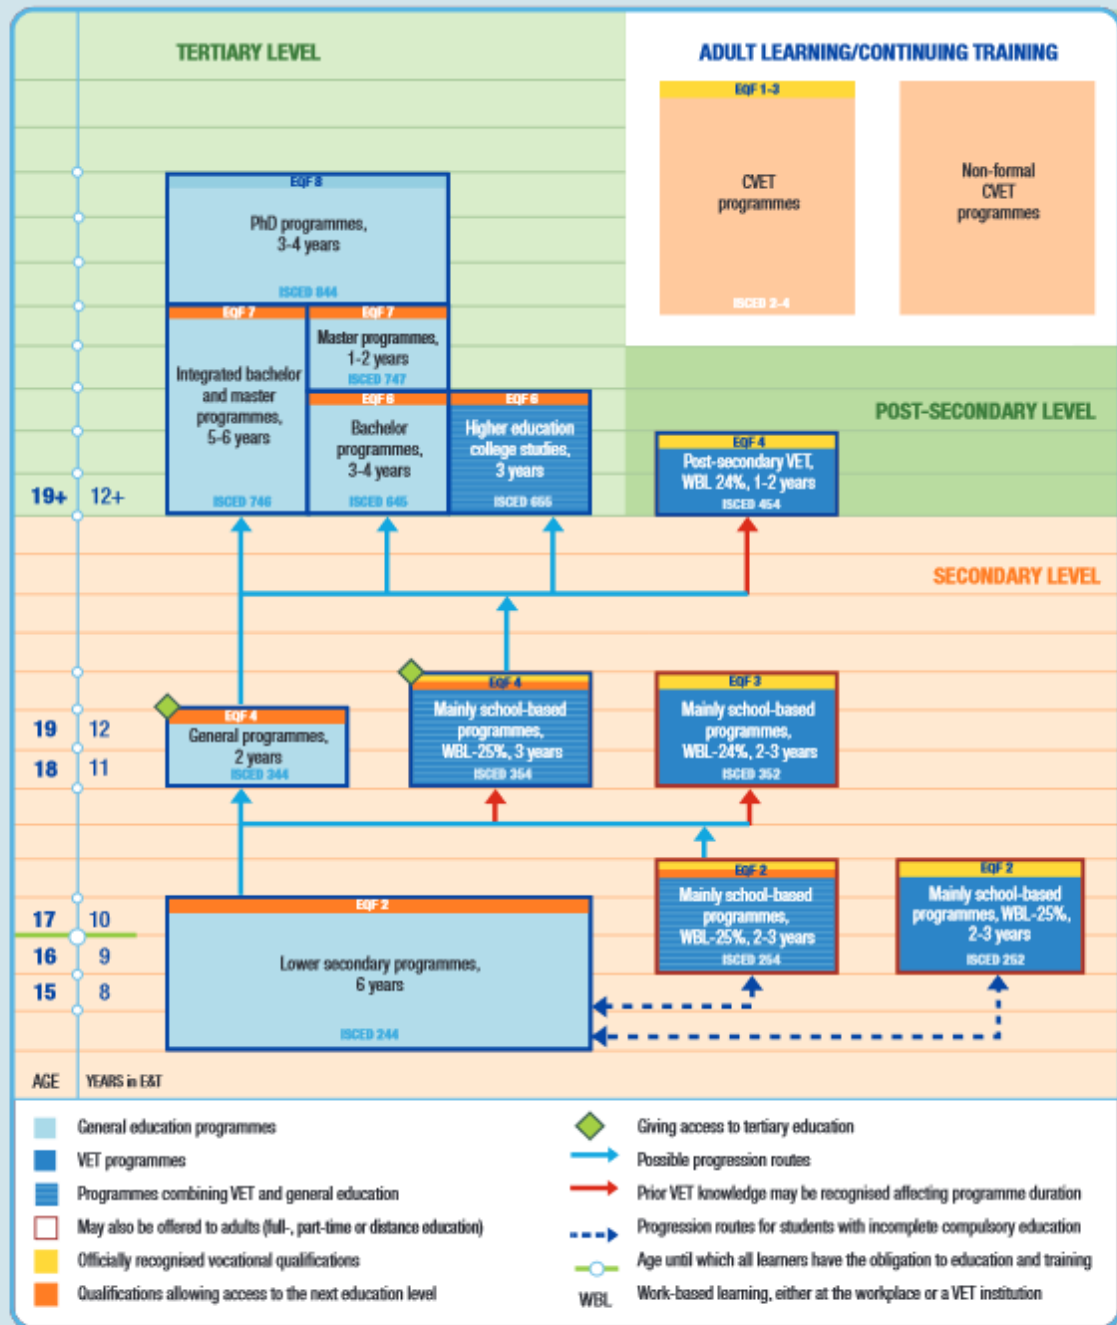 TERTIARY LEVEL
ADULT LEARNING/CONTINUING TRAINING
EQF 1-3
CVET
programmes
ISCED 2-4
Non-formal
CVET
programmes
EQF 8
PhD programmes,
3-4 years
ISCED 844
EQF 7
Integrated bachelor
and master
programmes,
5-6 years
ISCED 746
EQF 7
Master programmes,
1-2 years
ISCED 747
EQF 6
Bachelor
programmes,
3-4 years
ISCED 645
EQF 6
Higher education
college studies,
3 years
ISCED 655
POST-SECONDARY LEVEL
EQF 4
Post-secondary VET,
WBL 24%, 1-2 years
ISCED 454
19+ 12+
SECONDARY LEVEL
EQF 4
General programmes,
2 years
ISCED 344
EQF 4
Mainly school-based
programmes,
WBL-25%, 3 years
ISCED 354
EQF 3
Mainly school-based
programmes,
WBL-24%, 2-3 years
ISCED 352
19 12
18 11
EQF 2
Lower secondary programmes,
6 years
ISCED 244
EQF 2
Mainly school-based
programmes,
WBL-25%, 2-3 years
ISCED 254
EQF 2
Mainly school-based
programmes, WBL-25%,
2-3 years
ISCED 252
17 10
16 9
15 8
AGE YEARS in E&T
General education programmes
VET programmes
Programmes combining VET and general education
May also be offered to adults (full-, part-time or distance education)
Officially recognised vocational qualifications
Qualifications allowing access to the next education level
Giving access to tertiary education
Possible progression routes
Prior VET knowledge may be recognised affecting programme duration
Progression routes for students with incomplete compulsory education
Age until which all learners have the obligation to education and training
WBL Work-based learning, either at the workplace or a VET institution